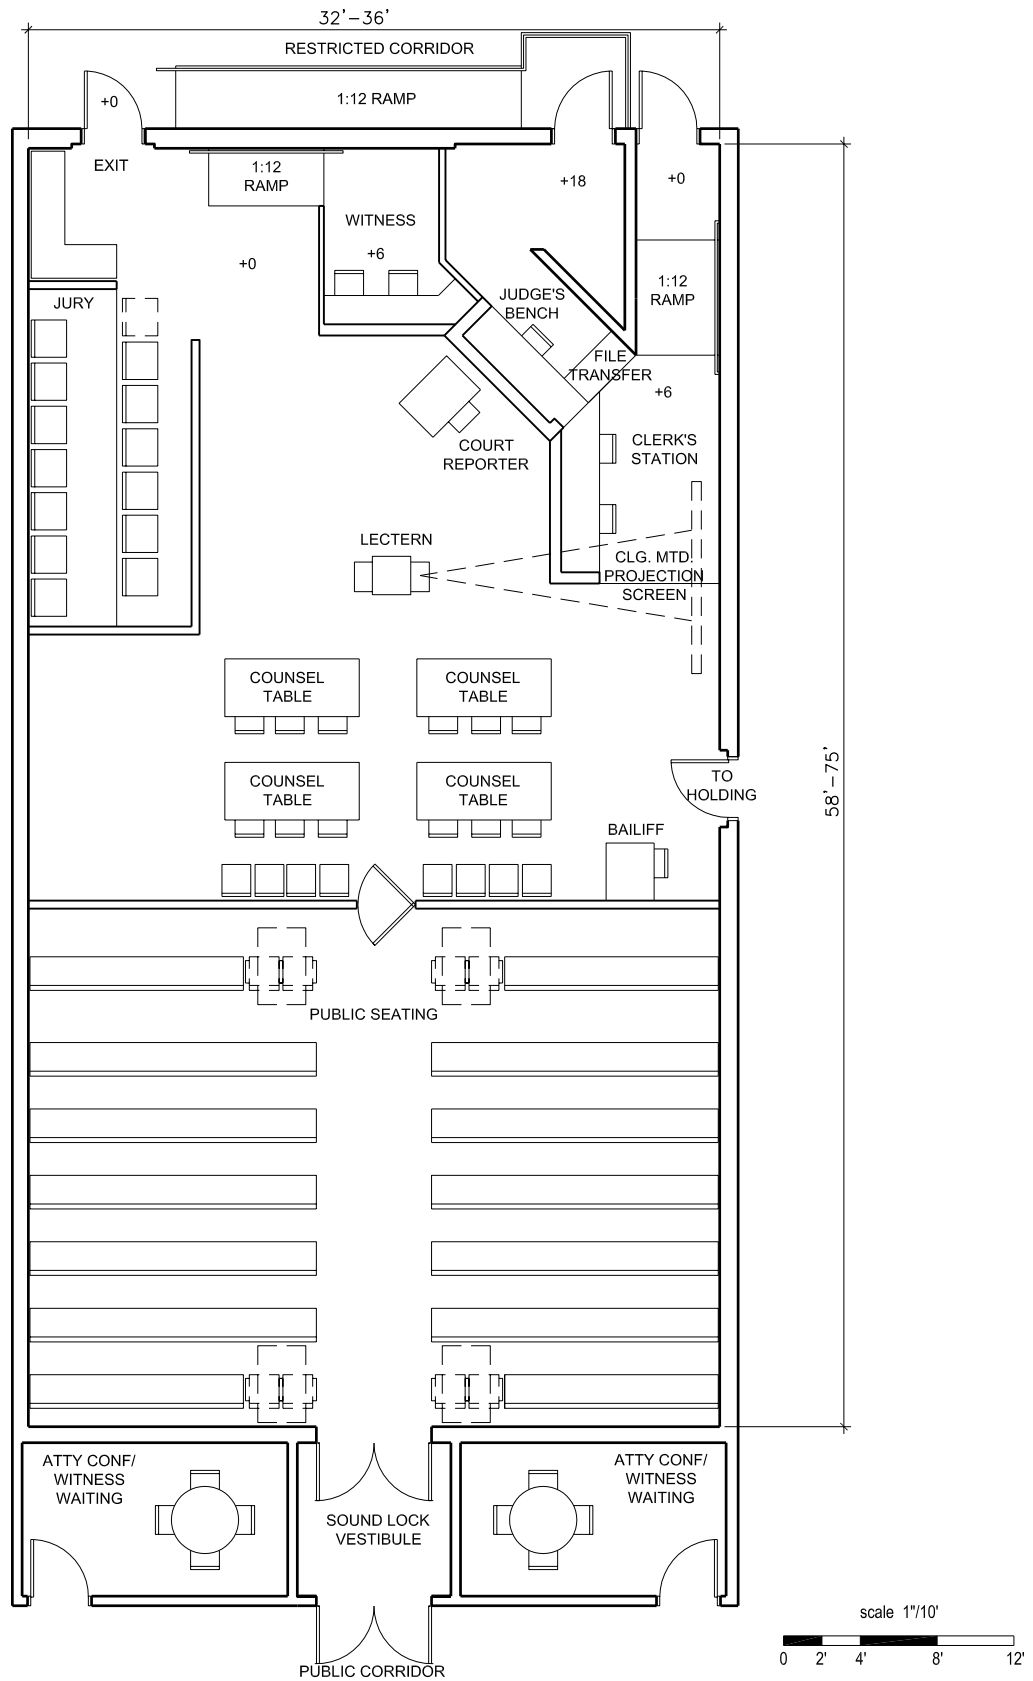 32'-36'
RESTRICTED CORRIDOR
1:12 RAMP
+0
EXIT
1:12
RAMP
+18
+0
WITNESS
+6
+0
JURY
JUDGE'S
BENCH
1:12
RAMP
FILE
TRANSFER
+6
COURT
REPORTER
CLERK'S
STATION
LECTERN
CLG. MTD.
PROJECTION
SCREEN
COUNSEL
TABLE
COUNSEL
TABLE
COUNSEL
TABLE
COUNSEL
TABLE
TO
HOLDING
58'-75'
BAILIFF
PUBLIC SEATING
ATTY CONF/
WITNESS
WAITING
ATTY CONF/
WITNESS
WAITING
SOUND LOCK
VESTIBULE
PUBLIC CORRIDOR
scale 1"/10'
0 2' 4' 8' 12'